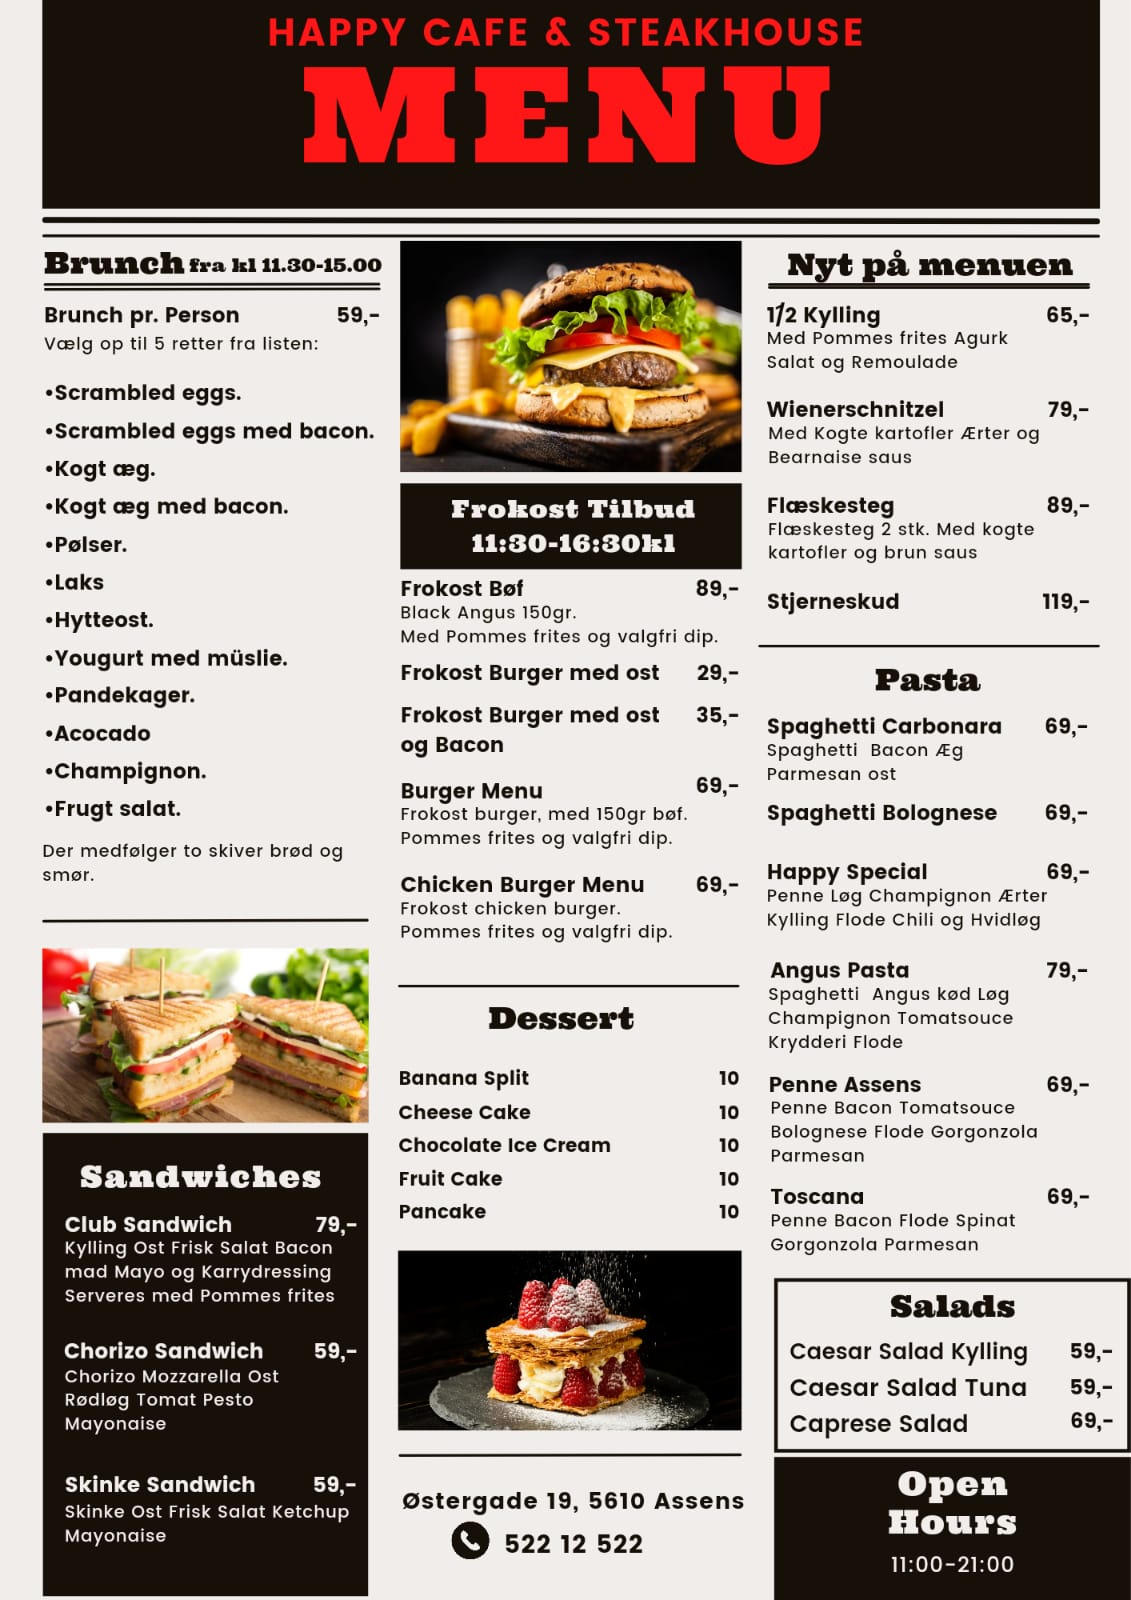 HAPPY CAFE & STEAKHOUSE
MENU
Brunch fra kl 11.30-15.00
Brunch pr. Person 59,-
Vælg op til 5 retter fra listen:
•Scrambled eggs.
•Scrambled eggs med bacon.
•Kogt æg.
•Kogt æg med bacon.
•Pølser.
•Laks
•Hytteost.
•Yougurt med müslie.
•Pandekager.
•Acocado
•Champignon.
•Frugt salat.
Der medfølger to skiver brød og
smør.
Sandwiches
Club Sandwich 79,-
Kylling Ost Frisk Salat Bacon
mad Mayo og Karrydressing
Serveres med Pommes frites
Chorizo Sandwich 59,-
Chorizo Mozzarella Ost
Rødløg Tomat Pesto
Mayonaise
Skinke Sandwich 59,-
Skinke Ost Frisk Salat Ketchup
Mayonaise
Frokost Tilbud
11:30-16:30kl
Frokost Bøf 89,-
Black Angus 150gr.
Med Pommes frites og valgfri dip.
Frokost Burger med ost 29,-
Frokost Burger med ost 35,-
og Bacon
Burger Menu 69,-
Frokost burger, med 150gr bøf.
Pommes frites og valgfri dip.
Chicken Burger Menu 69,-
Frokost chicken burger.
Pommes frites og valgfri dip.
Dessert
Banana Split 10
Cheese Cake 10
Chocolate Ice Cream 10
Fruit Cake 10
Pancake 10
Østergade 19, 5610 Assens
522 12 522
Nyt på menuen
1/2 Kylling 65,-
Med Pommes frites Agurk
Salat og Remoulade
Wienerschnitzel 79,-
Med Kogte kartofler Ærter og
Bearnaise saus
Flæskesteg 89,-
Flæskesteg 2 stk. Med kogte
kartofler og brun saus
Stjerneskud 119,-
Pasta
Spaghetti Carbonara 69,-
Spaghetti Bacon Æg
Parmesan ost
Spaghetti Bolognese 69,-
Happy Special 69,-
Penne Løg Champignon Ærter
Kylling Flode Chili og Hvidløg
Angus Pasta 79,-
Spaghetti Angus kød Løg
Champignon Tomatsouce
Krydderi Flode
Penne Assens 69,-
Penne Bacon Tomatsouce
Bolognese Flode Gorgonzola
Parmesan
Toscana 69,-
Penne Bacon Flode Spinat
Gorgonzola Parmesan
Salads
Caesar Salad Kylling 59,-
Caesar Salad Tuna 59,-
Caprese Salad 69,-
Open
Hours
11:00-21:00